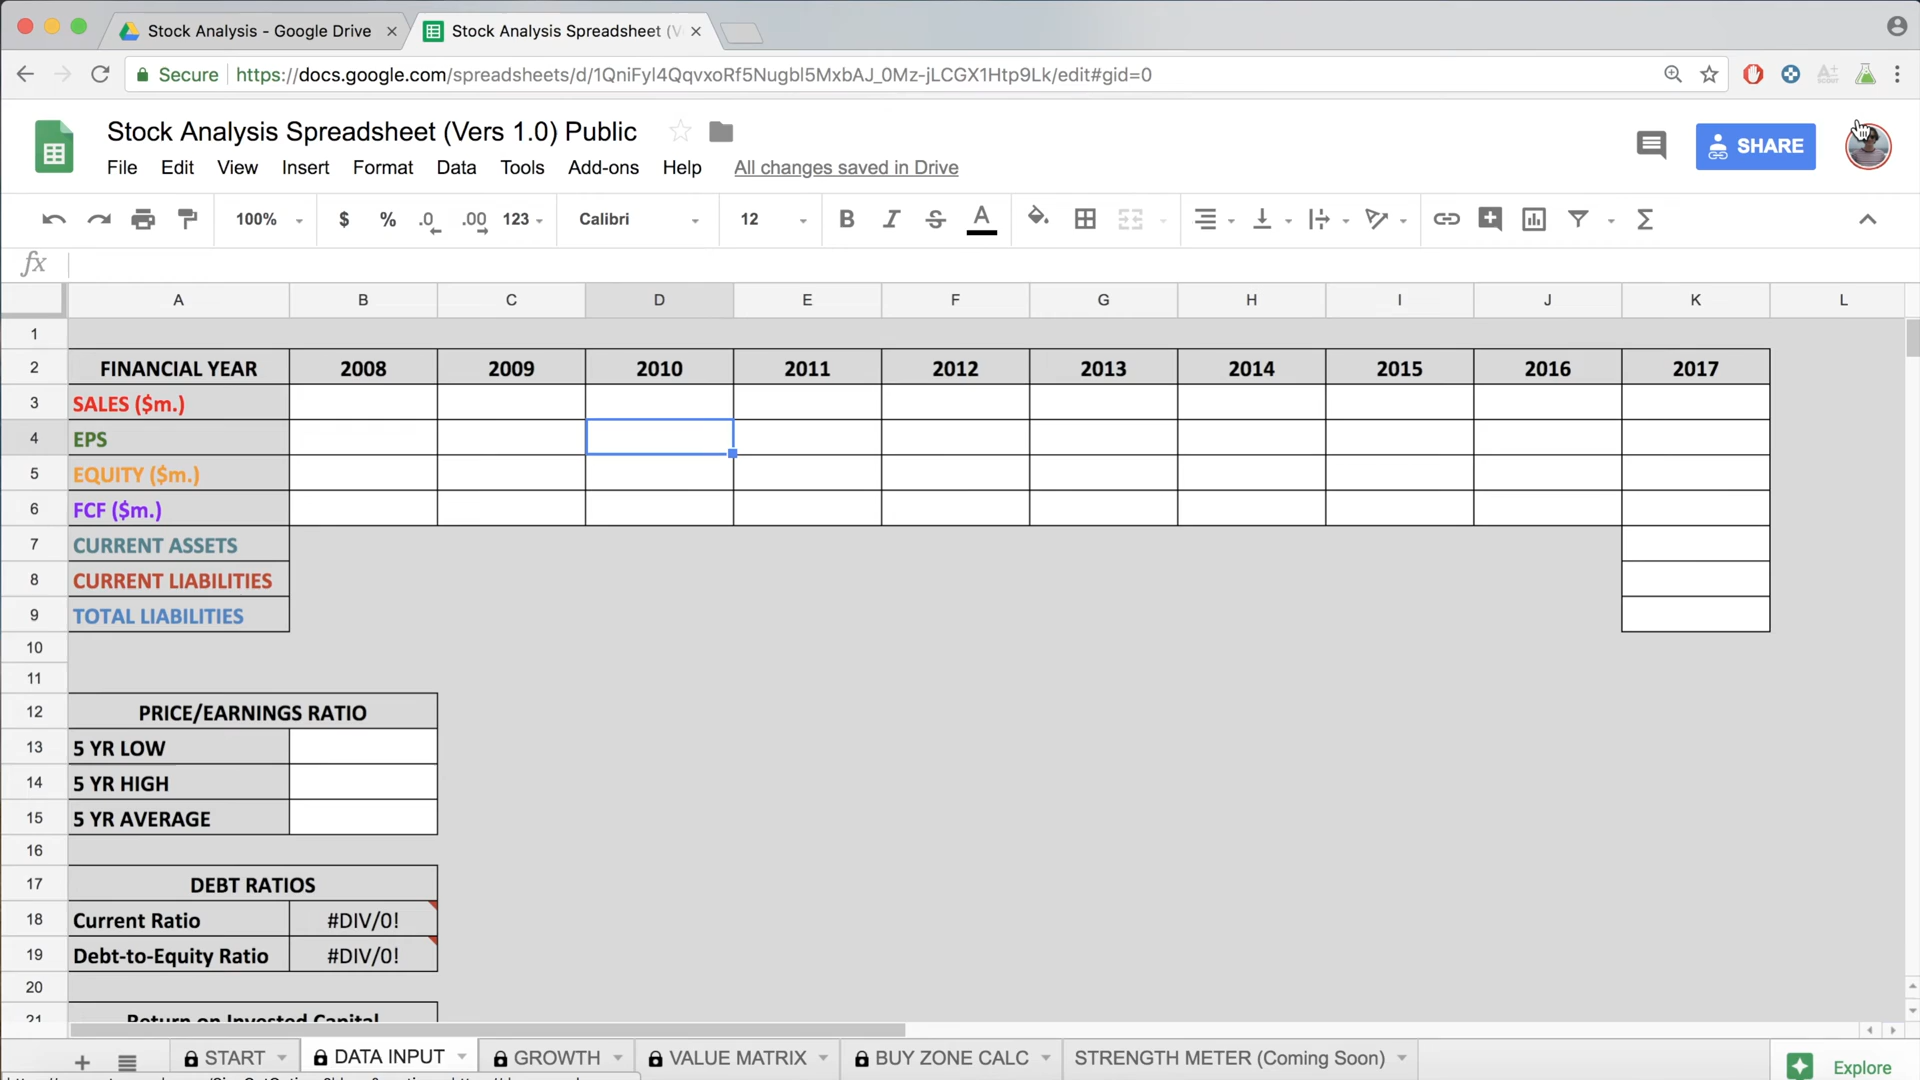 Stock Analysis - Google Drive
Stock Analysis Spreadsheet (V
Secure https://docs.google.com/spreadsheets/d/1QniFyl4QqvxoRf5Nugbl5MxbAJ_0Mz-jLCGX1Htp9Lk/edit#gid=0
Stock Analysis Spreadsheet (Vers 1.0) Public
SHARE
File Edit View Insert Format Data Tools Add-ons Help All changes saved in Drive
100% $ % .0 .00 123 Calibri 12 B I S A Σ
fx
A B C D E F G H I J K L
1
2 FINANCIAL YEAR 2008 2009 2010 2011 2012 2013 2014 2015 2016 2017
3 SALES ($m.)
4 EPS
5 EQUITY ($m.)
6 FCF ($m.)
7 CURRENT ASSETS
8 CURRENT LIABILITIES
9 TOTAL LIABILITIES
10
11
12 PRICE/EARNINGS RATIO
13 5 YR LOW
14 5 YR HIGH
15 5 YR AVERAGE
16
17 DEBT RATIOS
18 Current Ratio #DIV/0!
19 Debt-to-Equity Ratio #DIV/0!
20
21 Return on Invested Capital
START DATA INPUT GROWTH VALUE MATRIX BUY ZONE CALC STRENGTH METER (Coming Soon) Explore